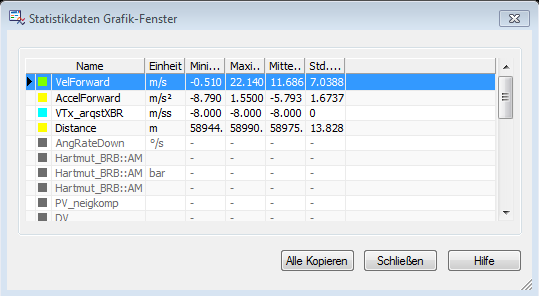 Statistikdaten Grafik-Fenster
Name Einheit Mini... Maxi.. Mitte.. Std....
VelForward m/s -0.510 22.140 11.686 7.0388
AccelForward m/s² -8.790 1.5500 -5.793 1.6737
VTx_arqstXBR m/ss -8.000 -8.000 -8.000 0
Distance m 58944. 58990. 58975. 13.828
AngRateDown °/s - - - -
Hartmut_BRB::AM - - - -
Hartmut_BRB::AM bar - - - -
Hartmut_BRB::AM - - - -
PV_neigkomp - - - -
DV - - - -
Alle Kopieren Schließen Hilfe